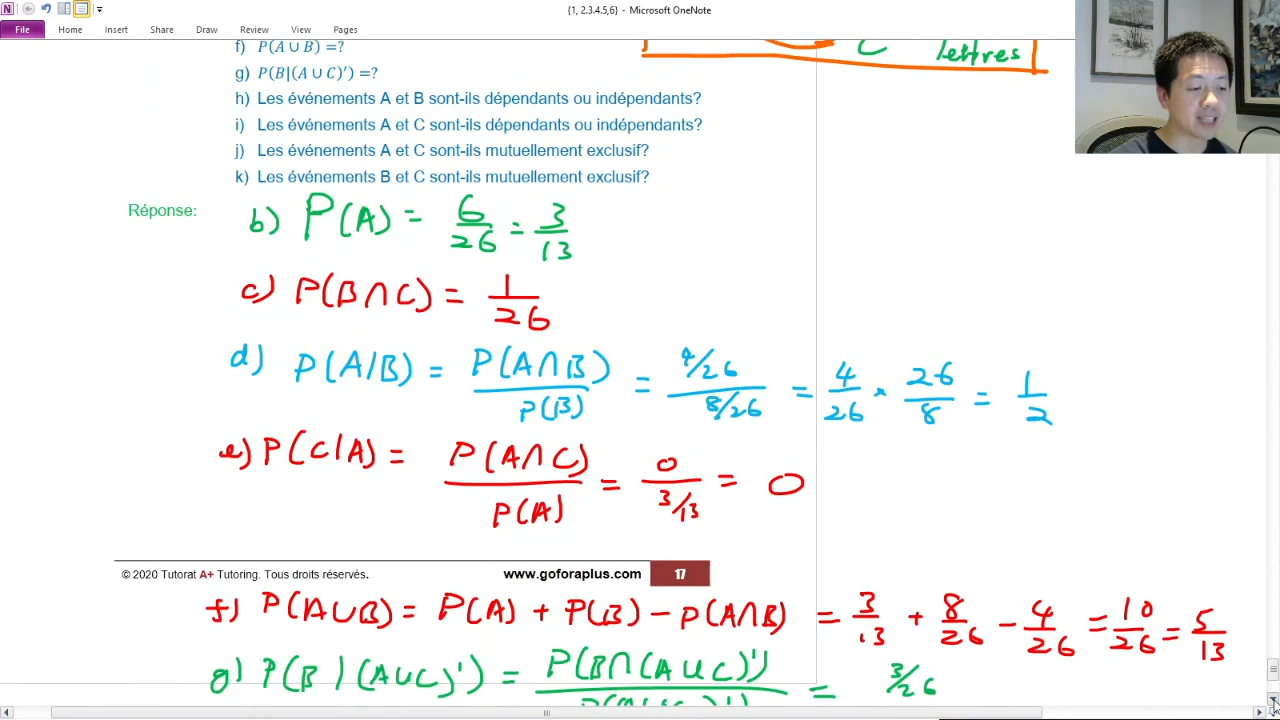 {1, 2.3.4.5,6} - Microsoft OneNote
File Home Insert Share Draw Review View Pages
f) P(A ∪ B) =?
C lettres
g) P(B|(A ∪ C)′) =?
h) Les événements A et B sont-ils dépendants ou indépendants?
i) Les événements A et C sont-ils dépendants ou indépendants?
j) Les événements A et C sont-ils mutuellement exclusif?
k) Les événements B et C sont-ils mutuellement exclusif?
Réponse:
b) P(A) = 6/26 = 3/13
c) P(B∩C) = 1/26
d) P(A/B) = P(A∩B)/P(B) = 4/26 / 8/26 = 4/26 * 26/8 = 1/2
e) P(C/A) = P(A∩C)/P(A) = 0 / 3/13 = 0
© 2020 Tutorat A+ Tutoring. Tous droits réservés. www.goforaplus.com 17
f) P(A∪B) = P(A) + P(B) - P(A∩B) = 3/13 + 8/26 - 4/26 = 10/26 = 5/13
g) P(B | (A∪C)') = P(B∩(A∪C)') = 3/26